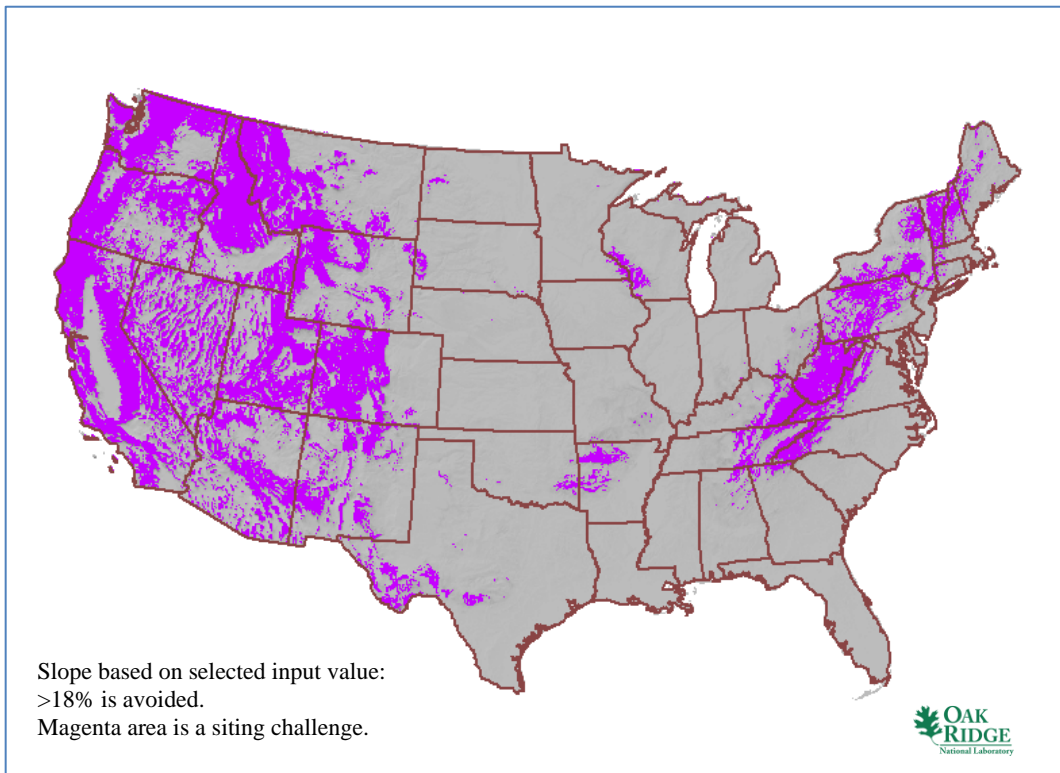 Slope based on selected input value:
>18% is avoided.
Magenta area is a siting challenge.
OAK
RIDGE
National Laboratory